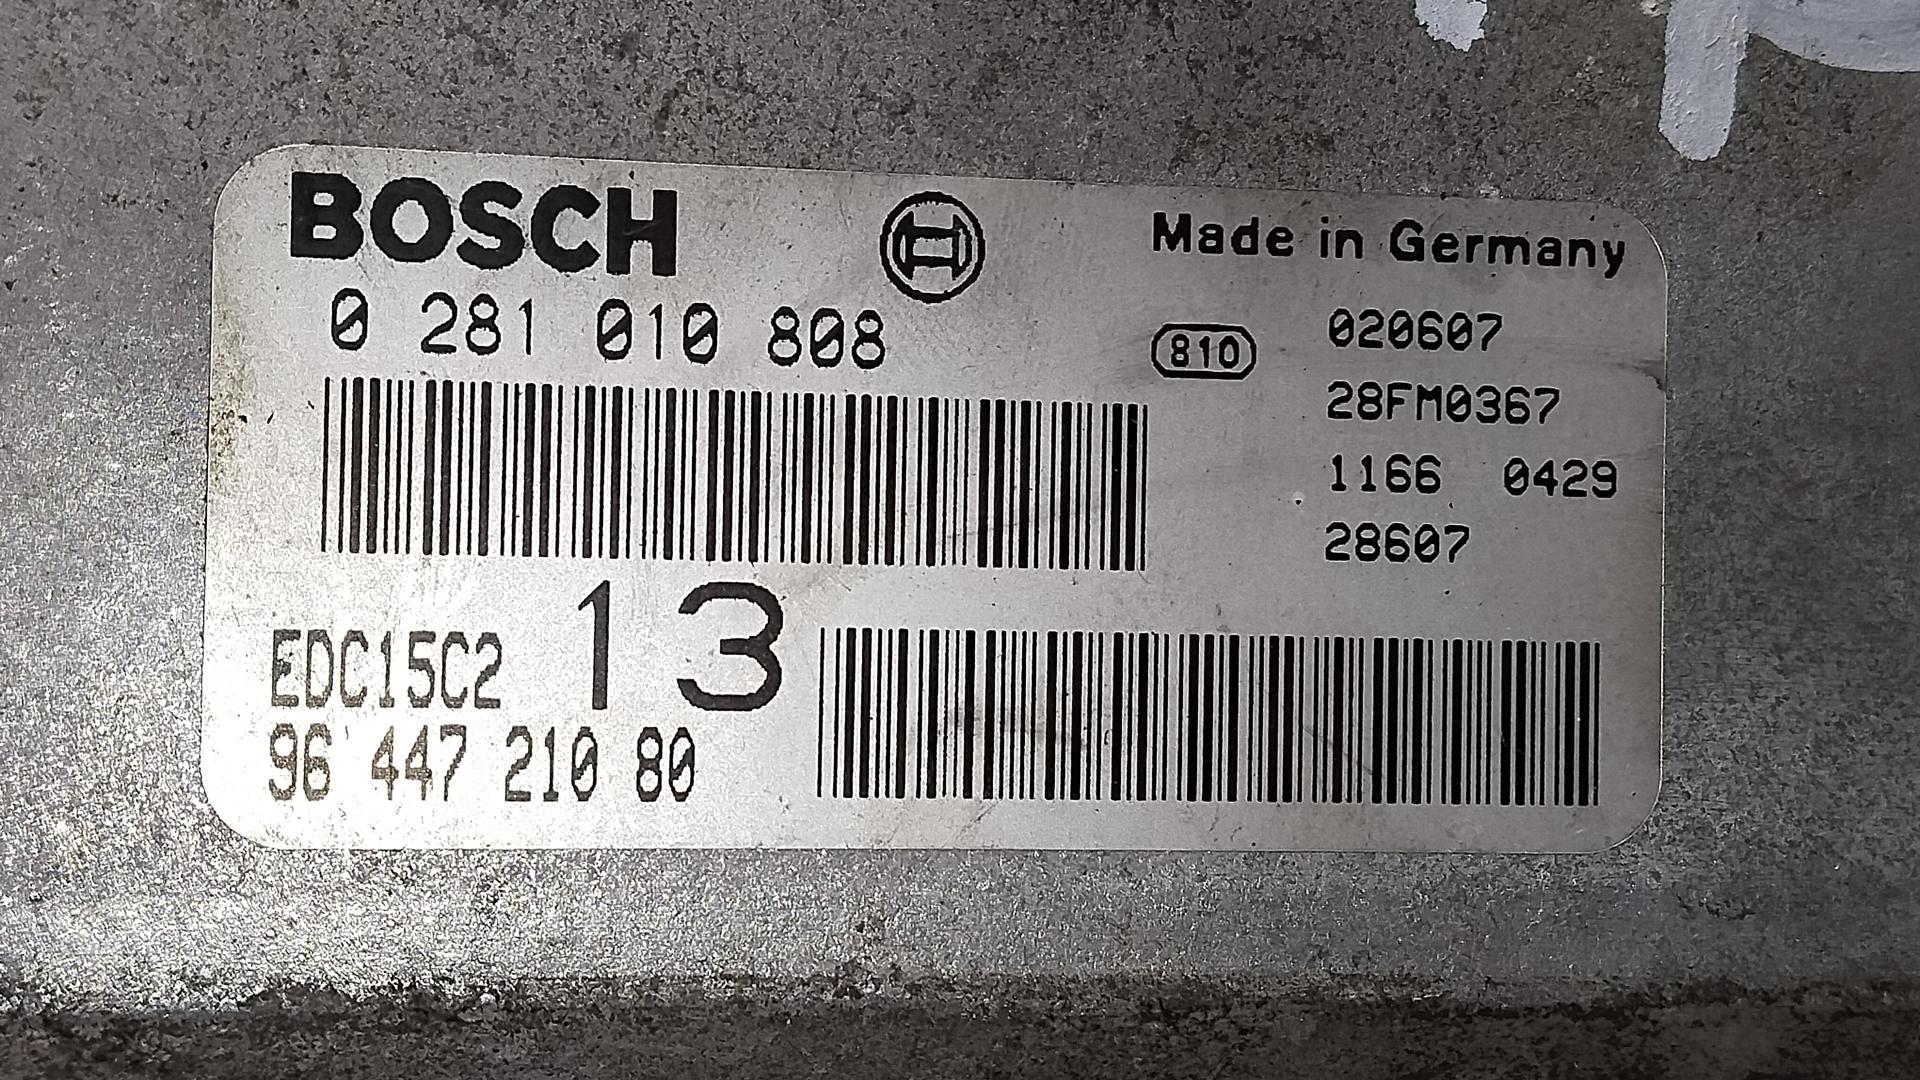 BOSCH
Made in Germany
0 281 010 808
810
020607
28FM0367
1166 0429
28607
13
EDC15C2
96 447 210 80